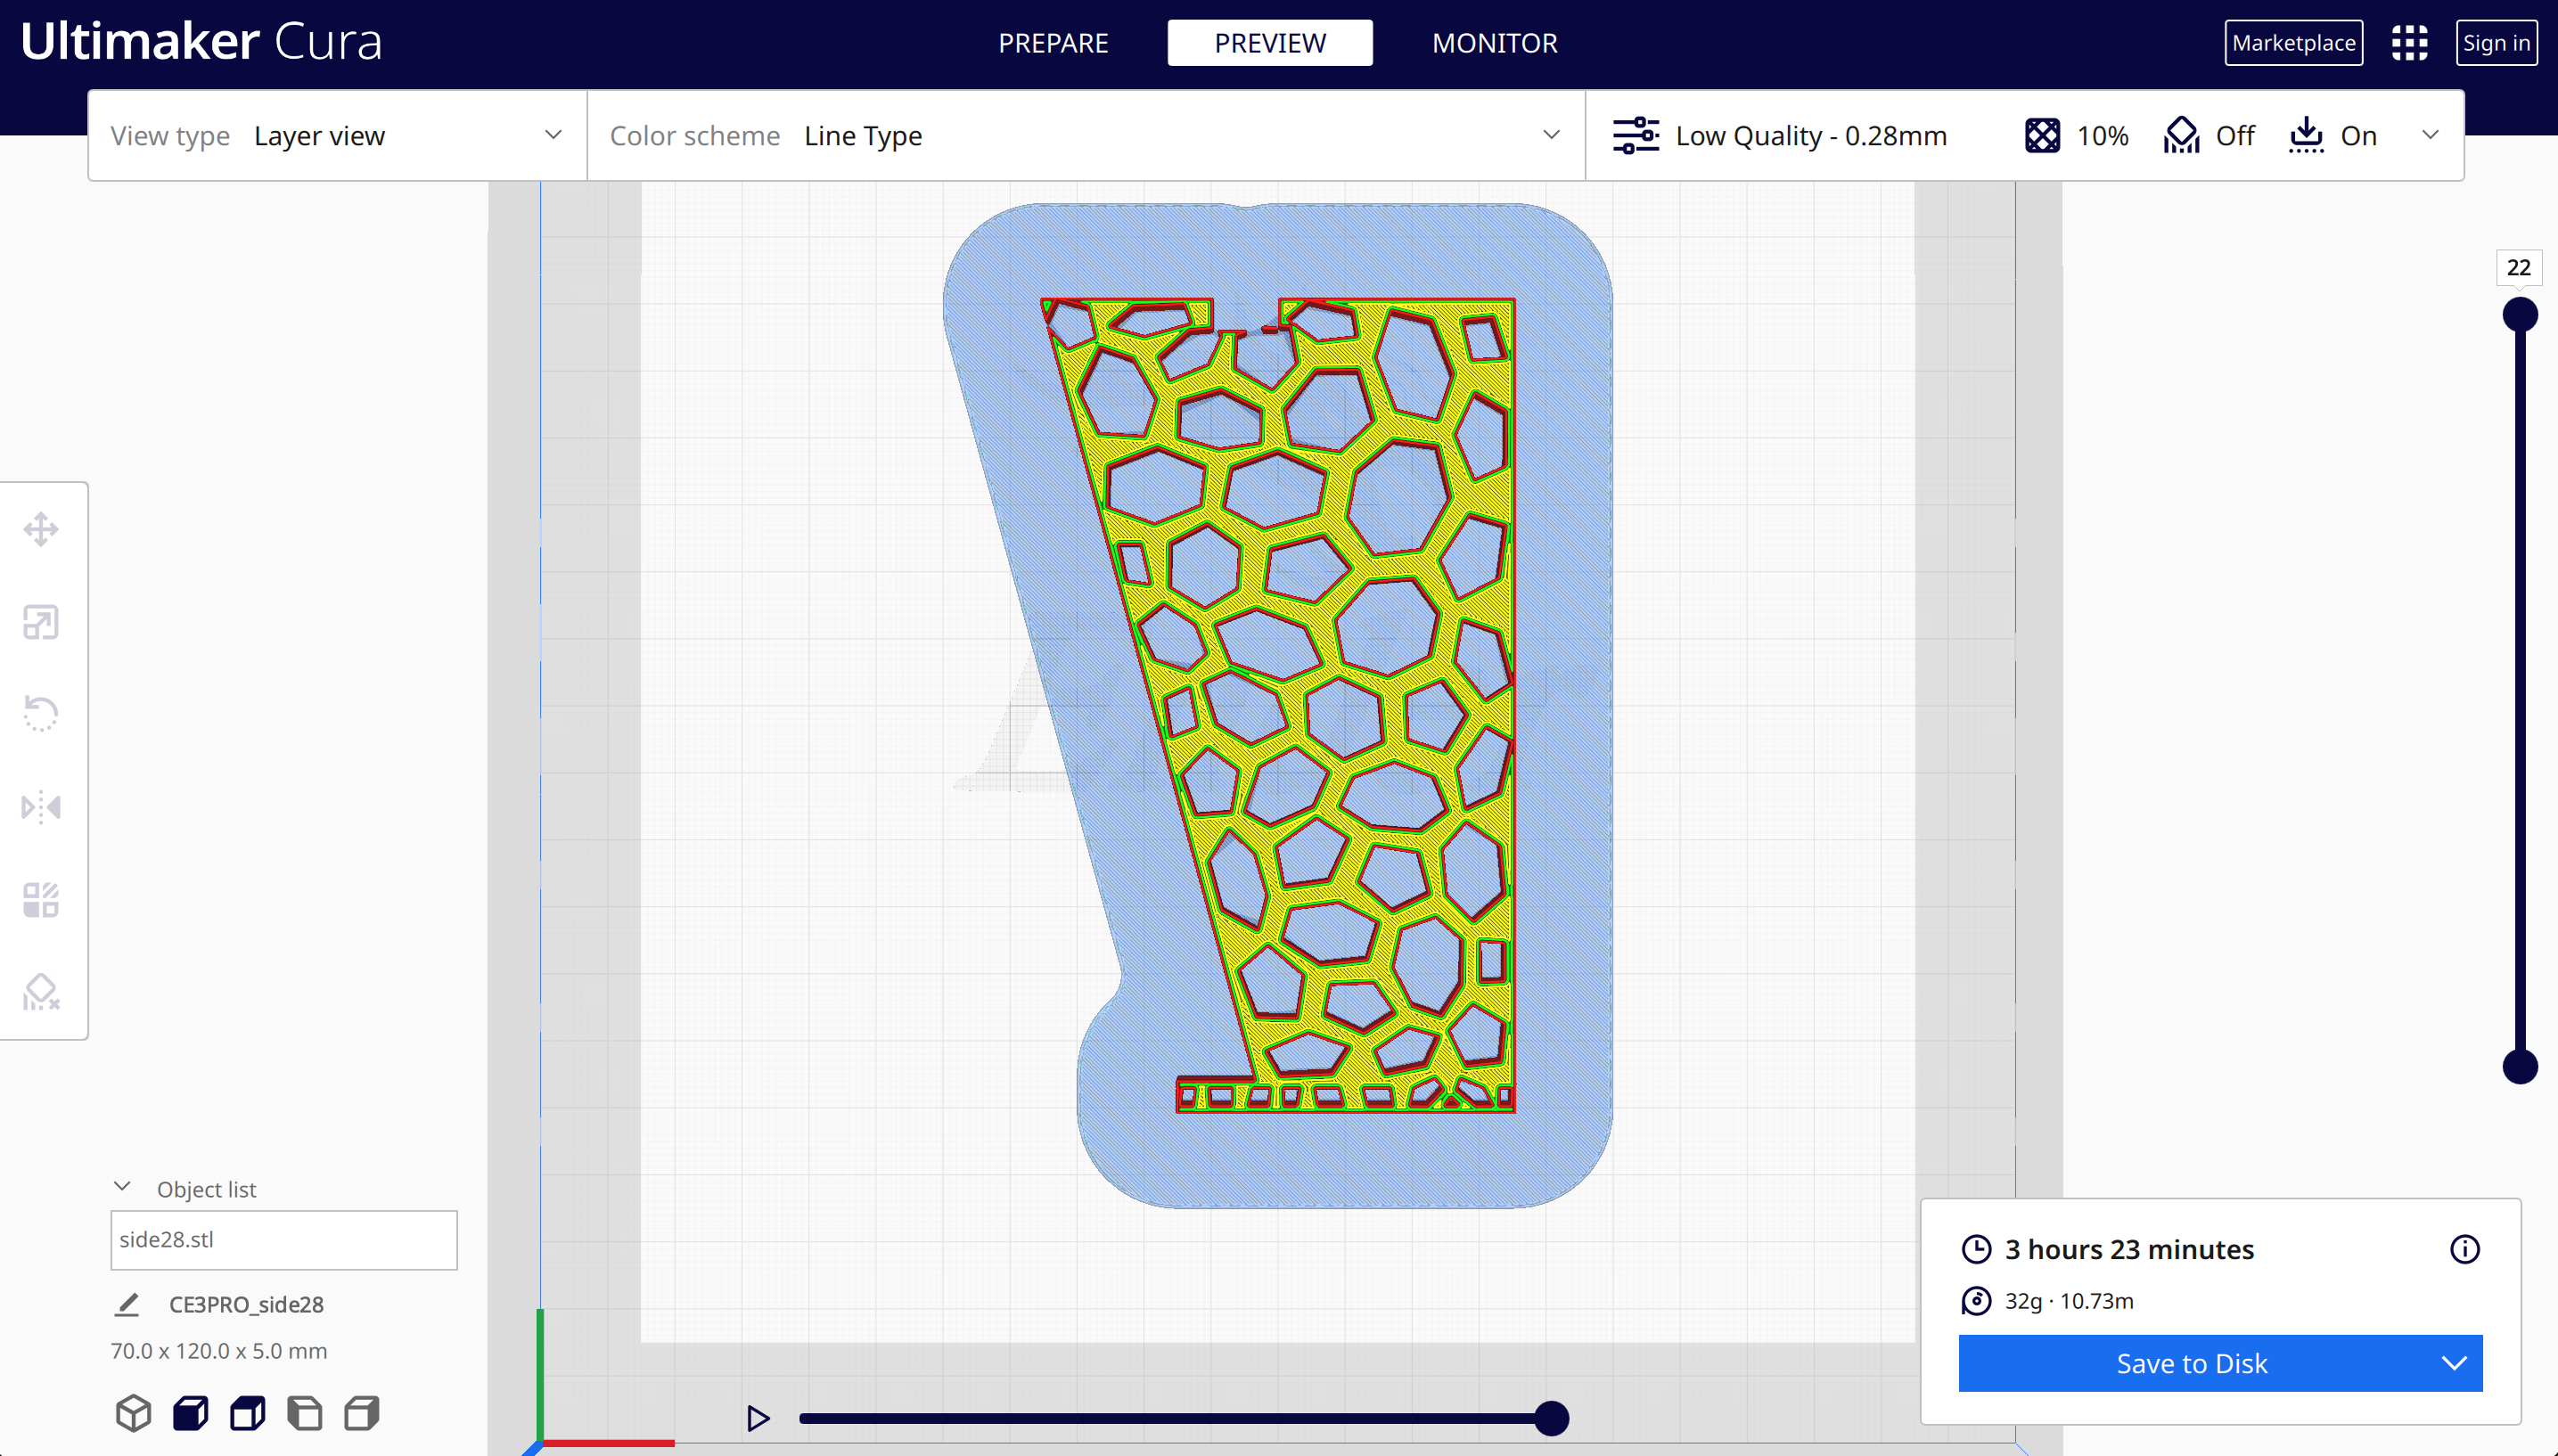 Ultimaker Cura
PREPARE
PREVIEW
MONITOR
Marketplace
Sign in
View type Layer view
Color scheme Line Type
Low Quality - 0.28mm
10%
Off
On
22
Object list
side28.stl
CE3PRO_side28
70.0 x 120.0 x 5.0 mm
3 hours 23 minutes
32g · 10.73m
Save to Disk